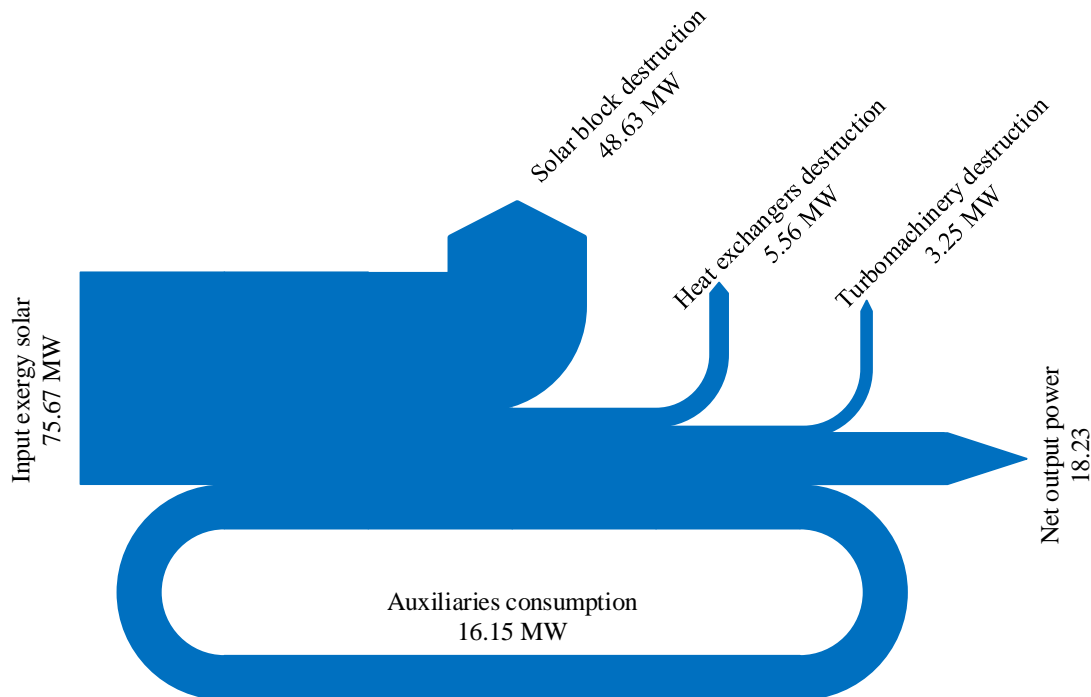 Input exergy solar
75.67 MW
Solar block destruction
48.63 MW
Heat exchangers destruction
5.56 MW
Turbomachinery destruction
3.25 MW
Net output power
18.23
Auxiliaries consumption
16.15 MW